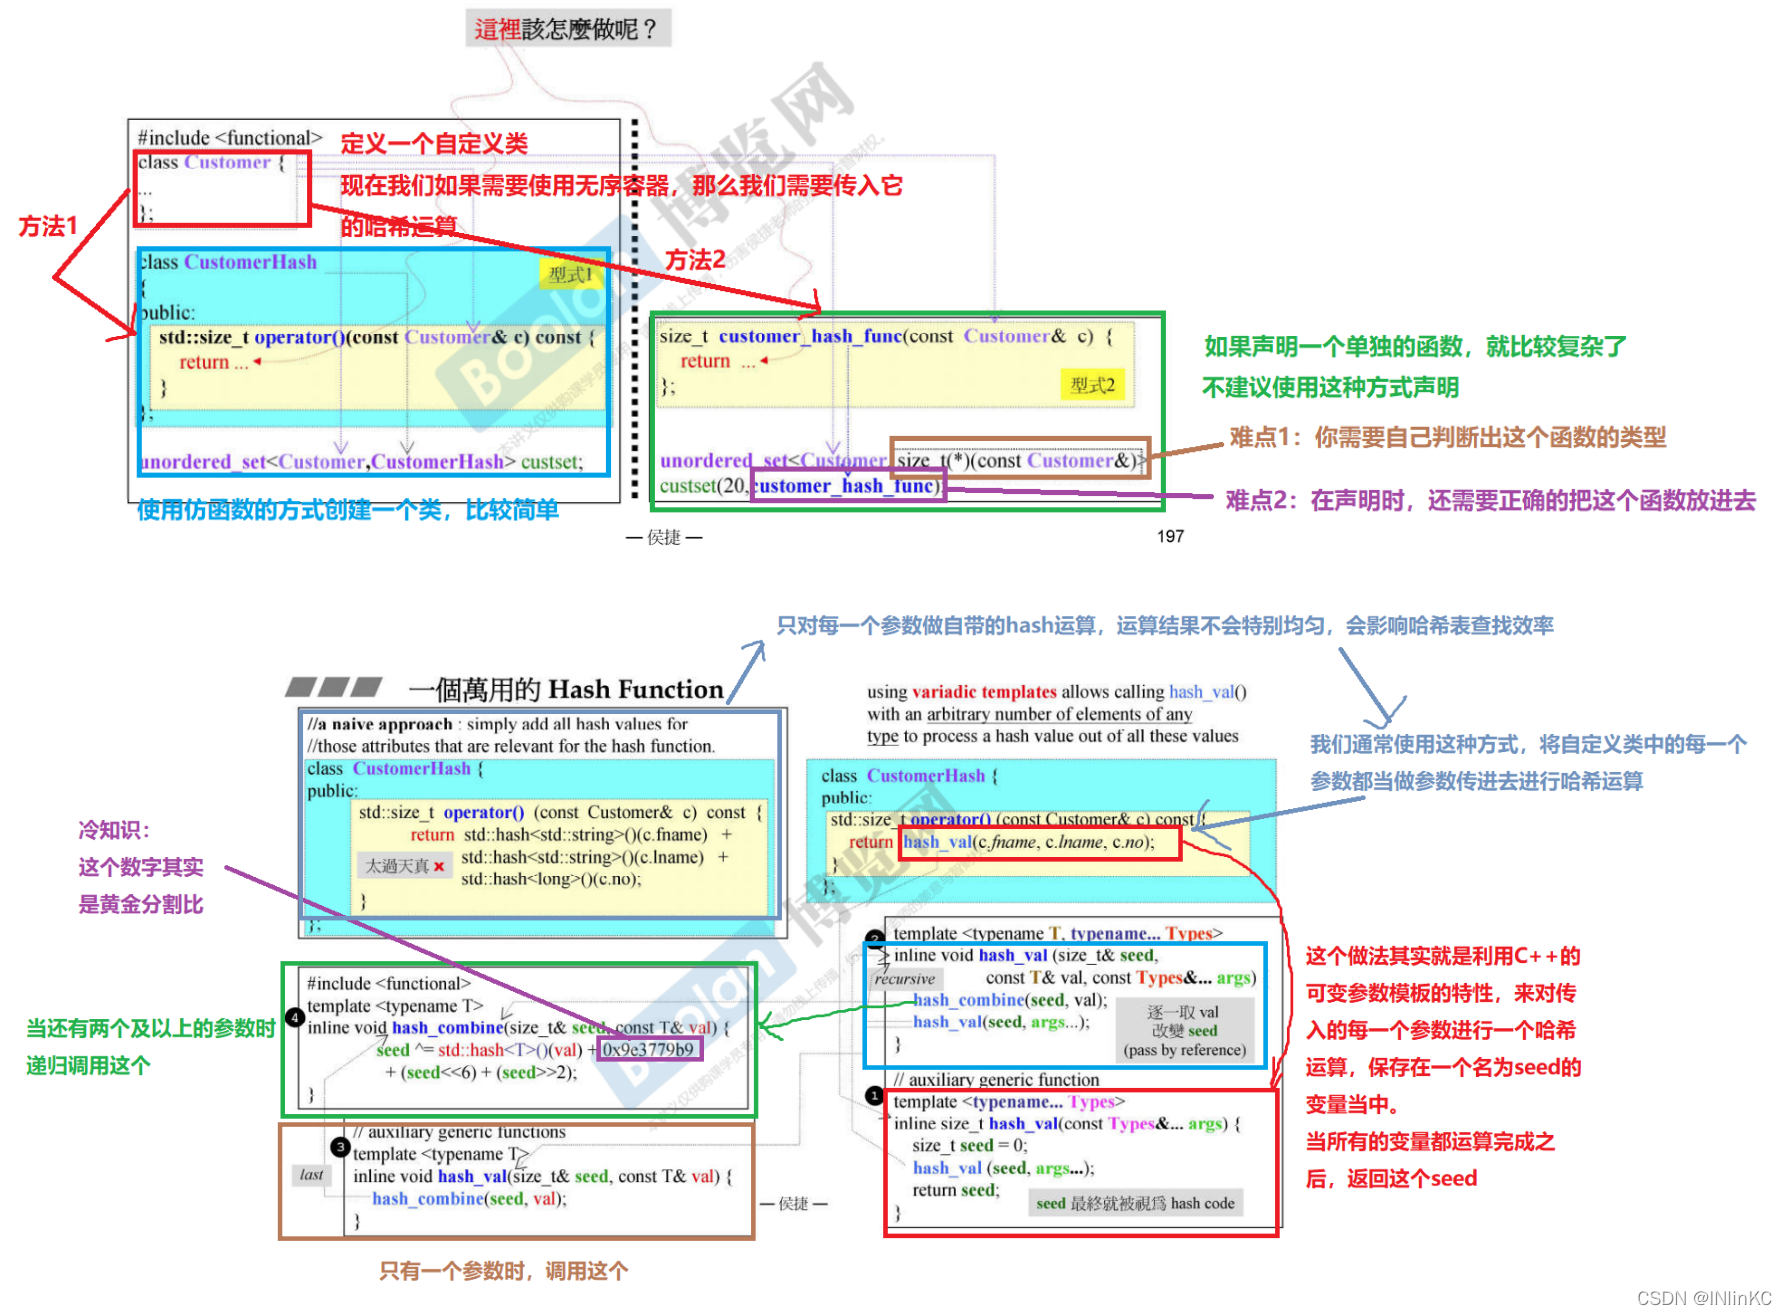 這裡該怎麼做呢？
#include <functional>
class Customer {
...
};
定义一个自定义类
现在我们如果需要使用无序容器，那么我们需要传入它
的哈希运算
方法1
方法2
class CustomerHash
型式1
{
public:
std::size_t operator()(const Customer& c) const {
return ...
}
};
unordered_set<Customer,CustomerHash> custset;
使用仿函数的方式创建一个类，比较简单
size_t customer_hash_func(const Customer& c) {
return ...
};
型式2
unordered_set<Customer size_t(*)(const Customer&)>
custset(20,customer_hash_func)
如果声明一个单独的函数，就比较复杂了
不建议使用这种方式声明
难点1：你需要自己判断出这个函数的类型
难点2：在声明时，还需要正确的把这个函数放进去
— 侯捷 —
197
Boolan
博览网
只对每一个参数做自带的hash运算，运算结果不会特别均匀，会影响哈希表查找效率
一個萬用的 Hash Function
//a naive approach : simply add all hash values for
//those attributes that are relevant for the hash function.
class CustomerHash {
public:
std::size_t operator() (const Customer& c) const {
return std::hash<std::string>()(c.fname) +
std::hash<std::string>()(c.lname) +
std::hash<long>()(c.no);
太過天真
}
};
冷知识：
这个数字其实
是黄金分割比
using variadic templates allows calling hash_val()
with an arbitrary number of elements of any
type to process a hash value out of all these values
我们通常使用这种方式，将自定义类中的每一个
参数都当做参数传进去进行哈希运算
class CustomerHash {
public:
std::size_t operator() (const Customer& c) const {
return hash_val(c.fname, c.lname, c.no);
}
};
Boolan
博览网
2
template <typename T, typename... Types>
inline void hash_val (size_t& seed,
const T& val, const Types&... args)
recursive
hash_combine(seed, val);
hash_val(seed, args...);
}
逐一取 val
改變 seed
(pass by reference)
4
#include <functional>
template <typename T>
inline void hash_combine(size_t& seed, const T& val) {
seed ^= std::hash<T>()(val) + 0x9e3779b9
+ (seed<<6) + (seed>>2);
}
当还有两个及以上的参数时
递归调用这个
1
// auxiliary generic function
template <typename... Types>
inline size_t hash_val(const Types&... args) {
size_t seed = 0;
hash_val (seed, args...);
return seed;
}
seed 最終就被視爲 hash code
3
// auxiliary generic functions
template <typename T>
last
inline void hash_val(size_t& seed, const T& val) {
hash_combine(seed, val);
}
— 侯捷 —
只有一个参数时，调用这个
这个做法其实就是利用C++的
可变参数模板的特性，来对传
入的每一个参数进行一个哈希
运算，保存在一个名为seed的
变量当中。
当所有的变量都运算完成之
后，返回这个seed
CSDN @INlinKC